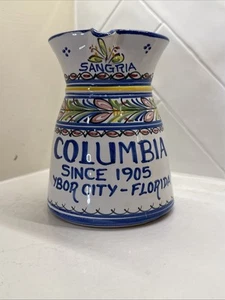 SANGRIA
COLUMBIA
SINCE 1905
YBOR CITY - FLORIDA